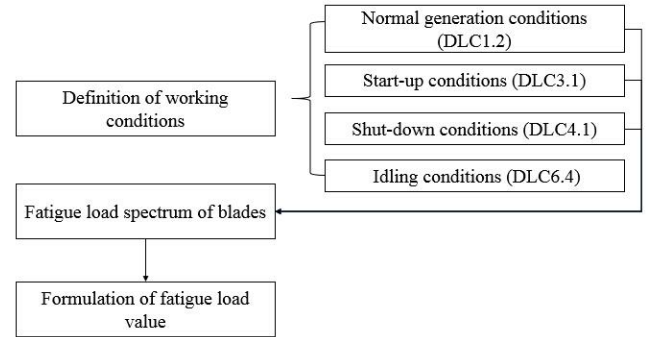 Normal generation conditions
(DLC1.2)
Start-up conditions (DLC3.1)
Definition of working
conditions
Shut-down conditions (DLC4.1)
Idling conditions (DLC6.4)
Fatigue load spectrum of blades
Formulation of fatigue load
value